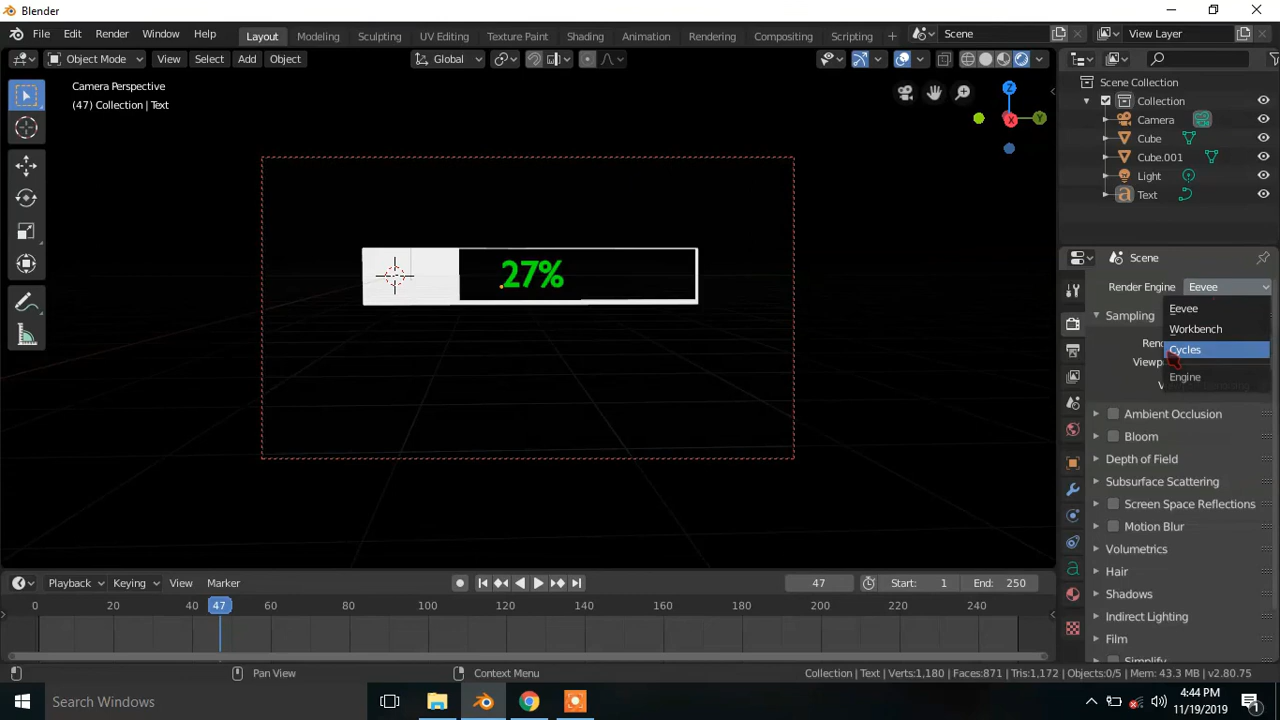 Blender
File Edit Render Window Help Layout Modeling Sculpting UV Editing Texture Paint Shading Animation Rendering Compositing Scripting + Scene View Layer
Object Mode View Select Add Object Global
Camera Perspective
(47) Collection | Text
Z
X
Y
27%
Scene Collection
Collection
Camera
Cube
Cube.001
Light
Text
Scene
Render Engine Eevee
Eevee
Sampling
Workbench
Cycles
Engine
Ambient Occlusion
Bloom
Depth of Field
Subsurface Scattering
Screen Space Reflections
Motion Blur
Volumetrics
Hair
Shadows
Indirect Lighting
Film
Simplify
Playback Keying View Marker 47 Start: 1 End: 250
0 20 40 47 60 80 100 120 140 160 180 200 220 240
Pan View Context Menu Collection | Text | Verts:1,180 | Faces:871 | Tris:1,172 | Objects:0/5 | Mem: 43.3 MB | v2.80.75
Search Windows
4:44 PM
11/19/2019
1